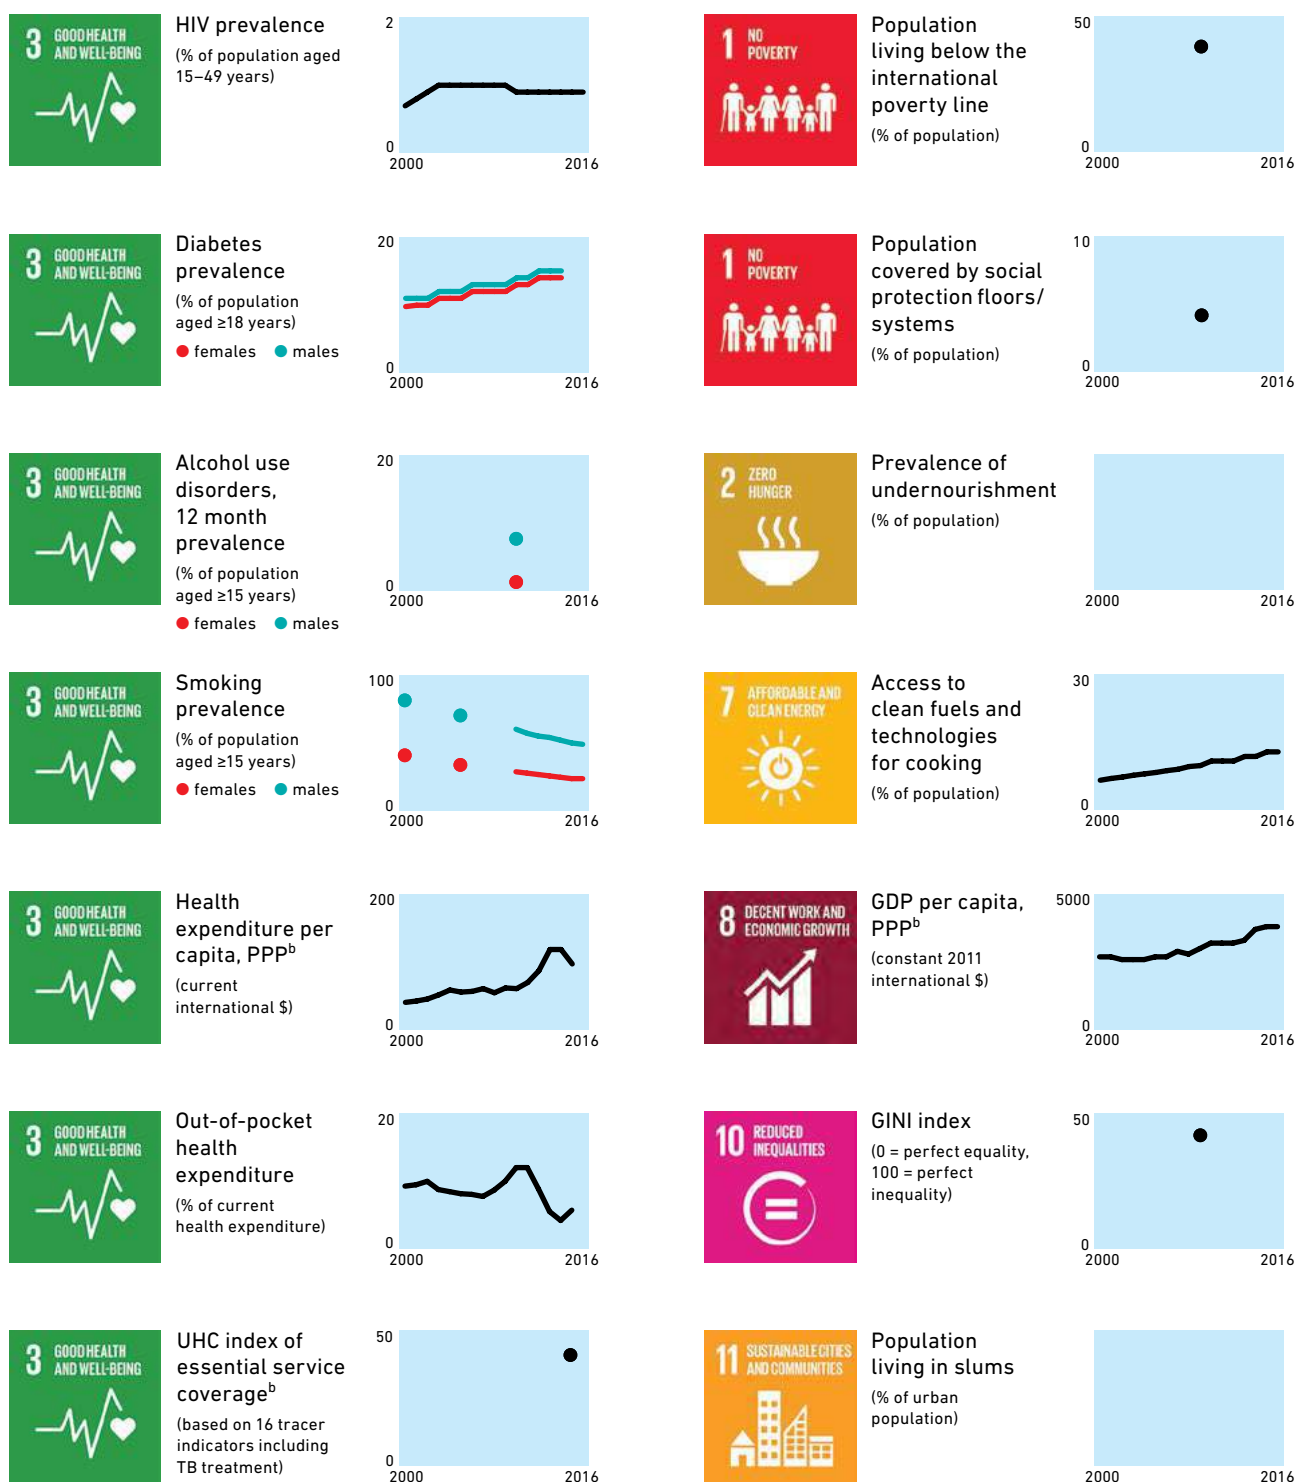 3 GOOD HEALTH
AND WELL-BEING
HIV prevalence
(% of population aged
15–49 years)
2
0
2000 2016
1 NO
POVERTY
Population
living below the
international
poverty line
(% of population)
50
0
2000 2016
3 GOOD HEALTH
AND WELL-BEING
Diabetes
prevalence
(% of population
aged ≥18 years)
females males
20
0
2000 2016
1 NO
POVERTY
Population
covered by social
protection floors/
systems
(% of population)
10
0
2000 2016
3 GOOD HEALTH
AND WELL-BEING
Alcohol use
disorders,
12 month
prevalence
(% of population
aged ≥15 years)
females males
20
0
2000 2016
2 ZERO
HUNGER
Prevalence of
undernourishment
(% of population)
2000 2016
3 GOOD HEALTH
AND WELL-BEING
Smoking
prevalence
(% of population
aged ≥15 years)
females males
100
0
2000 2016
7 AFFORDABLE AND
CLEAN ENERGY
Access to
clean fuels and
technologies
for cooking
(% of population)
30
0
2000 2016
3 GOOD HEALTH
AND WELL-BEING
Health
expenditure per
capita, PPPᵇ
(current
international $)
200
0
2000 2016
8 DECENT WORK AND
ECONOMIC GROWTH
GDP per capita,
PPPᵇ
(constant 2011
international $)
5000
0
2000 2016
3 GOOD HEALTH
AND WELL-BEING
Out-of-pocket
health
expenditure
(% of current
health expenditure)
20
0
2000 2016
10 REDUCED
INEQUALITIES
GINI index
(0 = perfect equality,
100 = perfect
inequality)
50
0
2000 2016
3 GOOD HEALTH
AND WELL-BEING
UHC index of
essential service
coverageᵇ
(based on 16 tracer
indicators including
TB treatment)
50
0
2000 2016
11 SUSTAINABLE CITIES
AND COMMUNITIES
Population
living in slums
(% of urban
population)
2000 2016